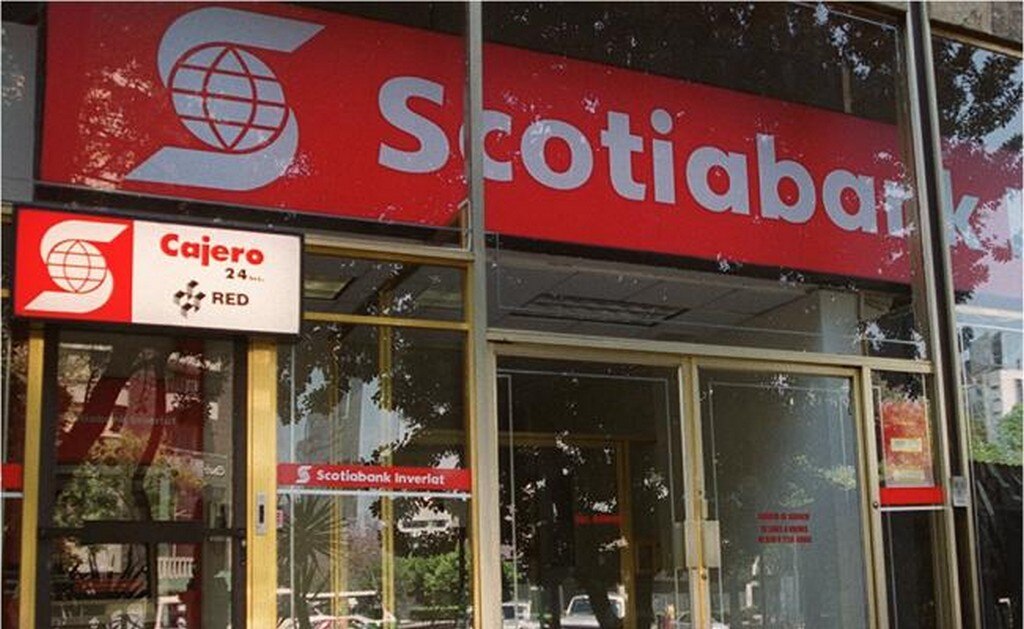 Scotiabank
Cajero
24
RED
Scotiabank Inverlat